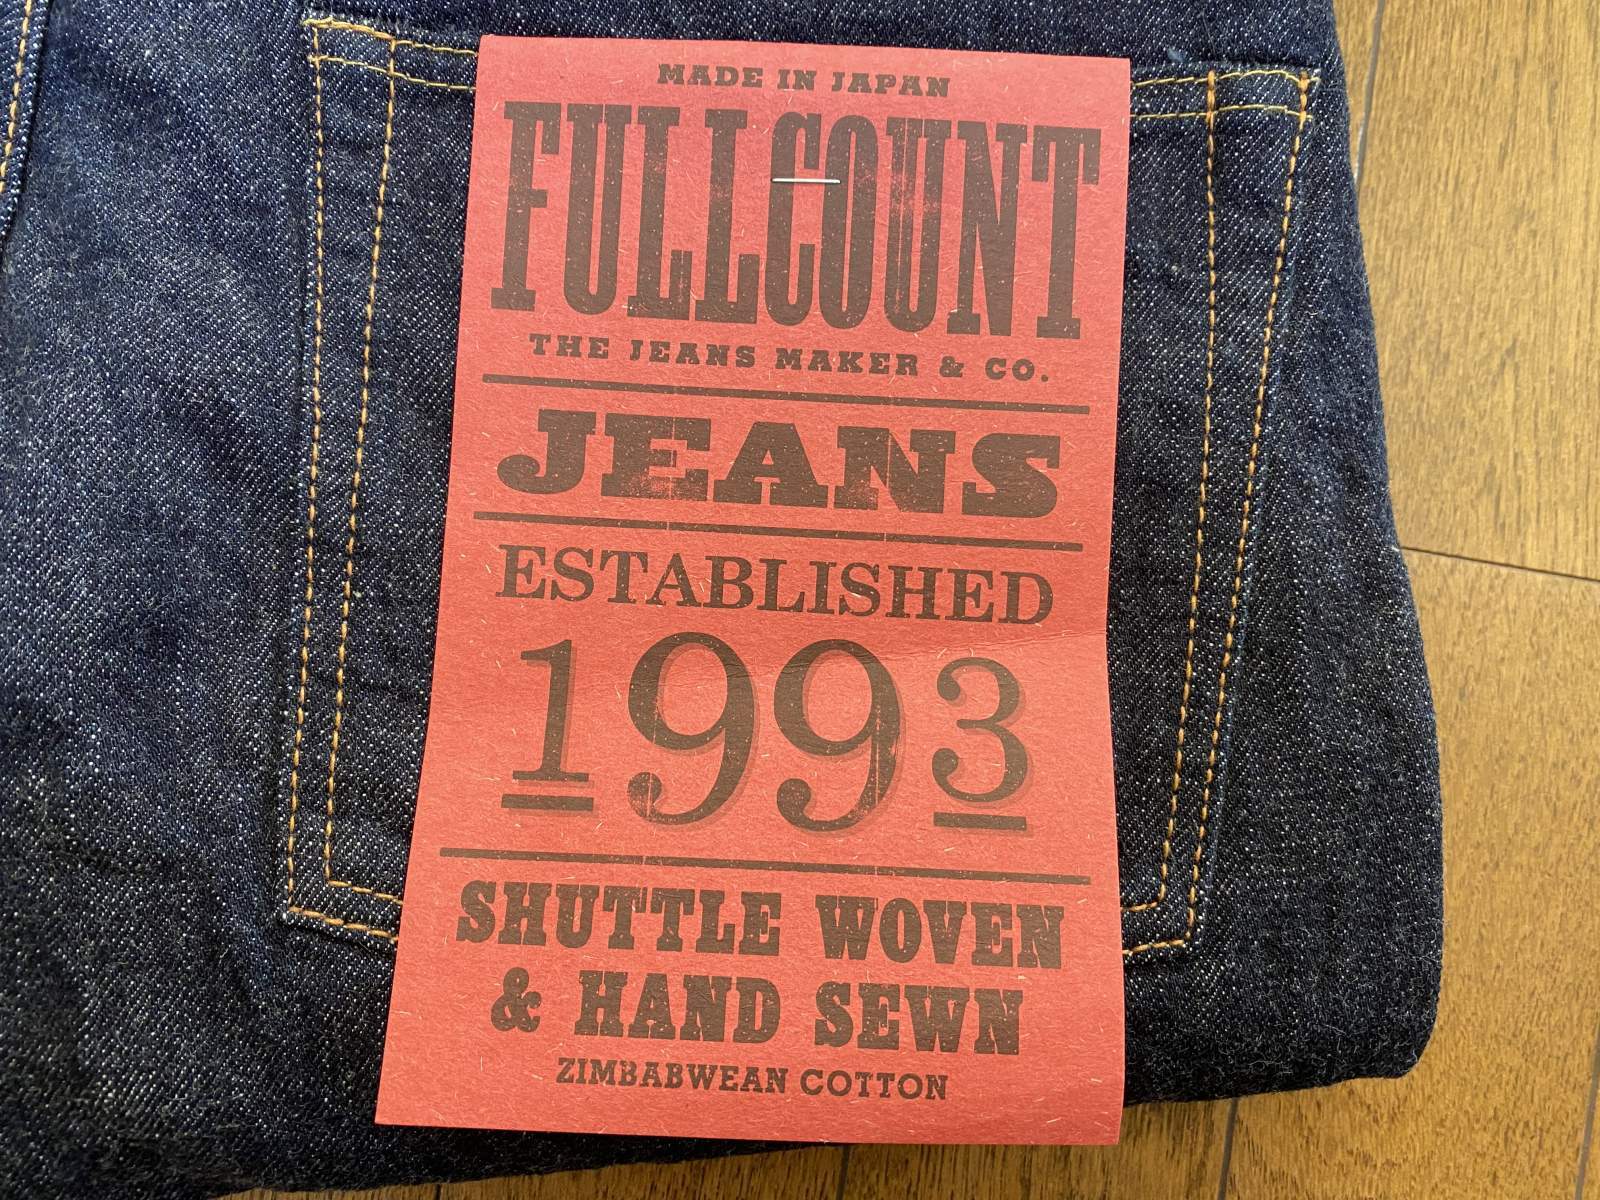 MADE IN JAPAN
FULLCOUNT
THE JEANS MAKER & CO.
JEANS
ESTABLISHED
1993
SHUTTLE WOVEN
& HAND SEWN
ZIMBABWEAN COTTON